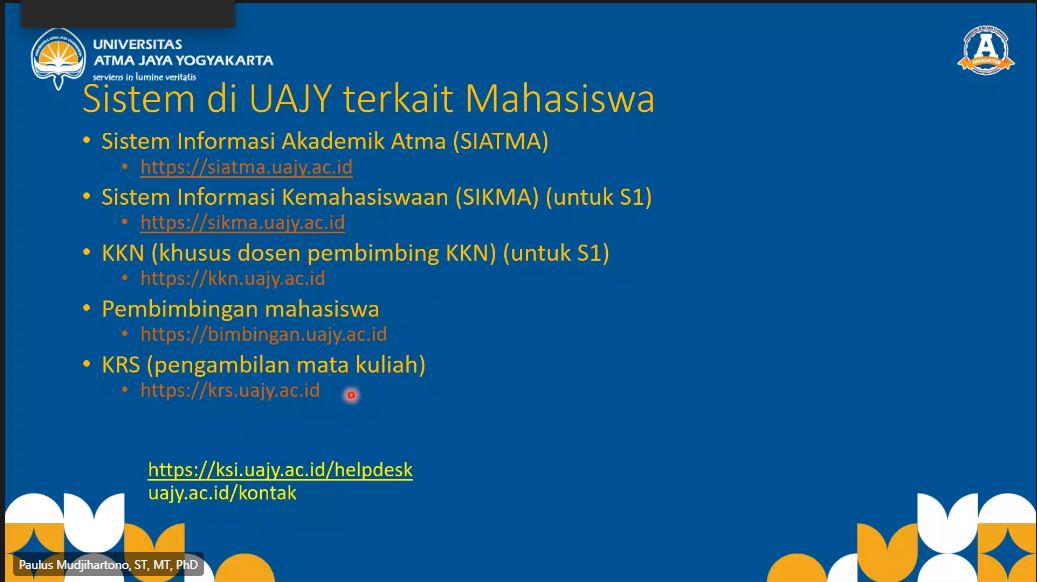 UNIVERSITAS
ATMA JAYA YOGYAKARTA
serviens in lumine veritatis
Sistem di UAJY terkait Mahasiswa
• Sistem Informasi Akademik Atma (SIATMA)
• https://siatma.uajy.ac.id
• Sistem Informasi Kemahasiswaan (SIKMA) (untuk S1)
• https://sikma.uajy.ac.id
• KKN (khusus dosen pembimbing KKN) (untuk S1)
• https://kkn.uajy.ac.id
• Pembimbingan mahasiswa
• https://bimbingan.uajy.ac.id
• KRS (pengambilan mata kuliah)
• https://krs.uajy.ac.id
https://ksi.uajy.ac.id/helpdesk
uajy.ac.id/kontak
Paulus Mudjihartono, ST, MT, PhD